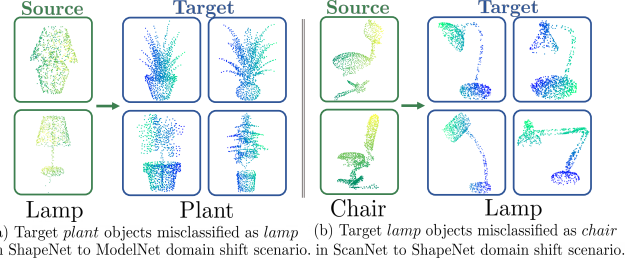 Source Target Source Target
Lamp Plant Chair Lamp
a) Target plant objects misclassified as lamp (b) Target lamp objects misclassified as chair
n ShapeNet to ModelNet domain shift scenario. in ScanNet to ShapeNet domain shift scenario.